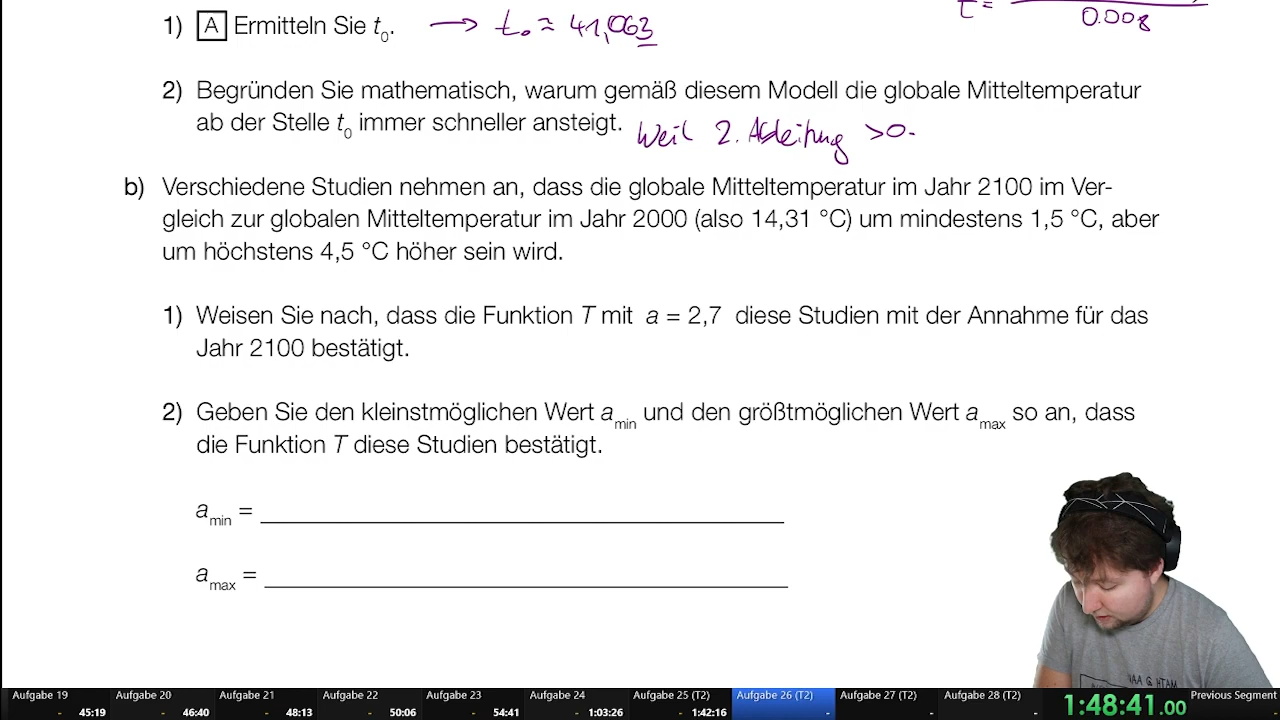 1) A Ermitteln Sie t0. → t0 ≈ 41,063
t =
0.008
2) Begründen Sie mathematisch, warum gemäß diesem Modell die globale Mitteltemperatur
ab der Stelle t0 immer schneller ansteigt. Weil 2. Ableitung >0.
b) Verschiedene Studien nehmen an, dass die globale Mitteltemperatur im Jahr 2100 im Ver-
gleich zur globalen Mitteltemperatur im Jahr 2000 (also 14,31 °C) um mindestens 1,5 °C, aber
um höchstens 4,5 °C höher sein wird.
1) Weisen Sie nach, dass die Funktion T mit a = 2,7 diese Studien mit der Annahme für das
Jahr 2100 bestätigt.
2) Geben Sie den kleinstmöglichen Wert amin und den größtmöglichen Wert amax so an, dass
die Funktion T diese Studien bestätigt.
amin =
amax =
Aufgabe 19 Aufgabe 20 Aufgabe 21 Aufgabe 22 Aufgabe 23 Aufgabe 24 Aufgabe 25 (T2) Aufgabe 26 (T2) Aufgabe 27 (T2) Aufgabe 28 (T2) 1:48:41.00 Previous Segment
- 45:19 - 46:40 - 48:13 - 50:06 - 54:41 - 1:03:26 - 1:42:16 - - - -